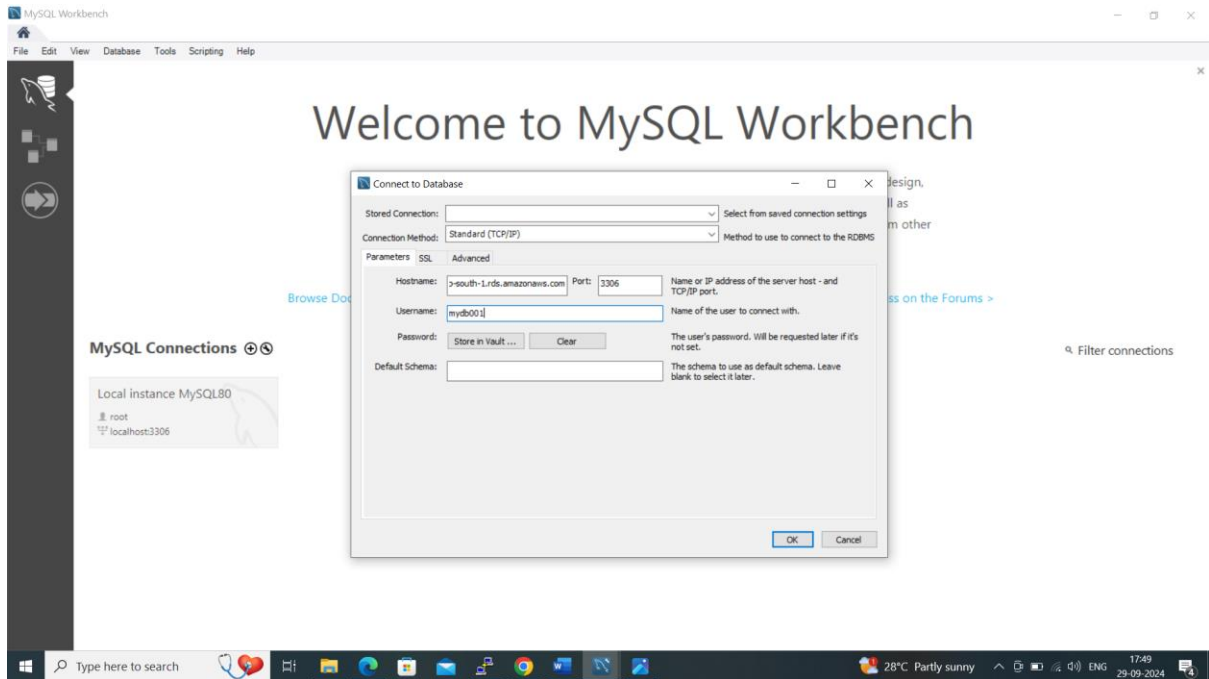 MySQL Workbench
File Edit View Database Tools Scripting Help
Welcome to MySQL Workbench
Connect to Database
design,
ll as
m other
Stored Connection:
Select from saved connection settings
Connection Method: Standard (TCP/IP)
Method to use to connect to the RDBMS
Parameters SSL Advanced
Hostname: -south-1.rds.amazonaws.com Port: 3306
Name or IP address of the server host - and
TCP/IP port.
Username: mydb001
Name of the user to connect with.
Password: Store in Vault ... Clear
The user's password. Will be requested later if it's
not set.
Default Schema:
The schema to use as default schema. Leave
blank to select it later.
OK Cancel
Browse Doc
ss on the Forums >
MySQL Connections
Filter connections
Local instance MySQL80
root
localhost:3306
Type here to search
28°C Partly sunny
ENG
17:49
29-09-2024
4